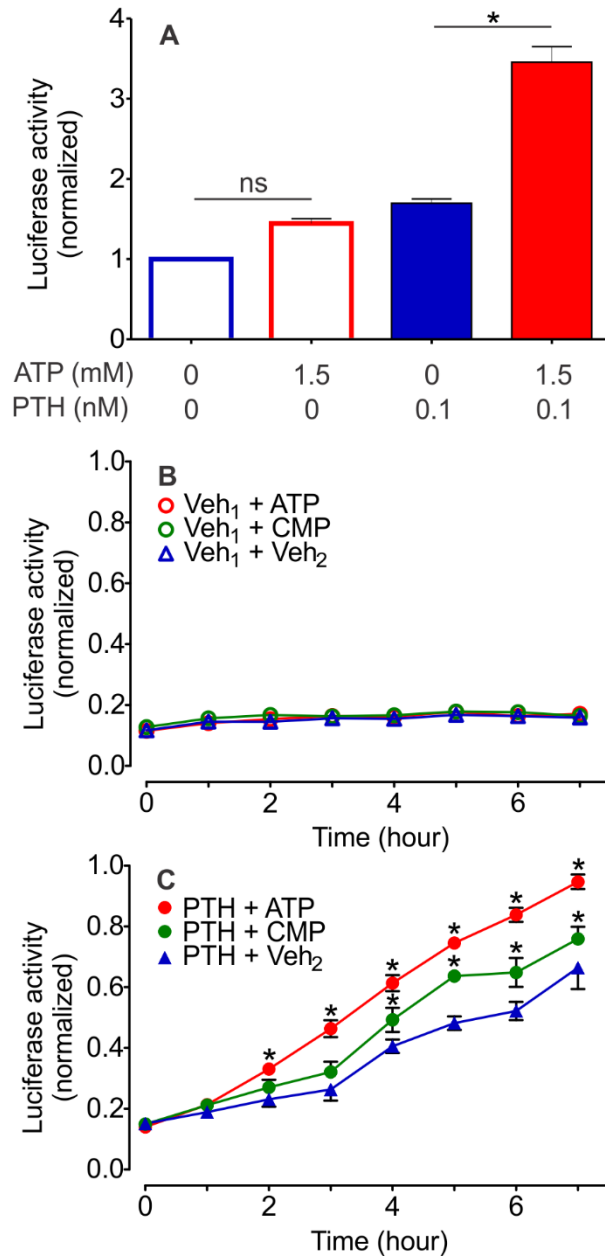 A
Luciferase activity
(normalized)
4
3
2
1
0
ns
*
ATP (mM) 0 1.5 0 1.5
PTH (nM) 0 0 0.1 0.1
B
Luciferase activity
(normalized)
1.0
0.8
0.6
0.4
0.2
0.0
Veh₁ + ATP
Veh₁ + CMP
Veh₁ + Veh₂
0 2 4 6
Time (hour)
C
Luciferase activity
(normalized)
1.0
0.8
0.6
0.4
0.2
0.0
PTH + ATP
PTH + CMP
PTH + Veh₂
* * * * * *
* * * *
0 2 4 6
Time (hour)